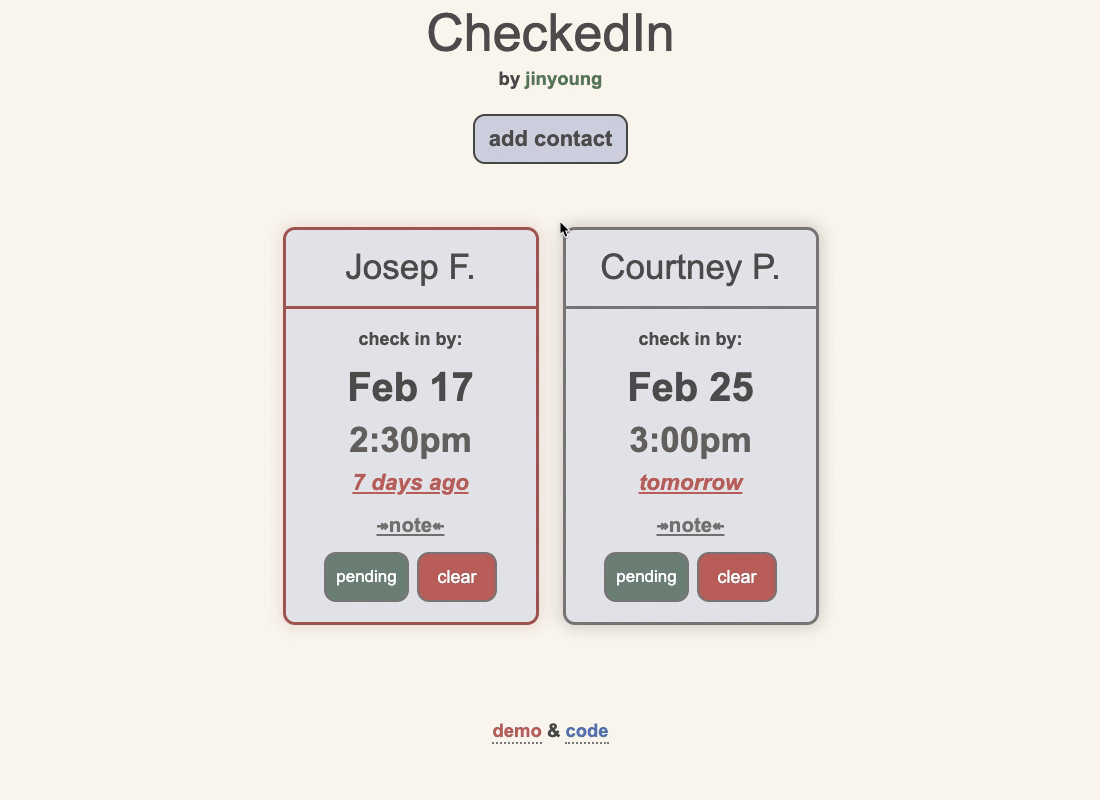 CheckedIn
by jinyoung
add contact
Josep F.
check in by:
Feb 17
2:30pm
7 days ago
↠note↞
pending clear
Courtney P.
check in by:
Feb 25
3:00pm
tomorrow
↠note↞
pending clear
demo & code